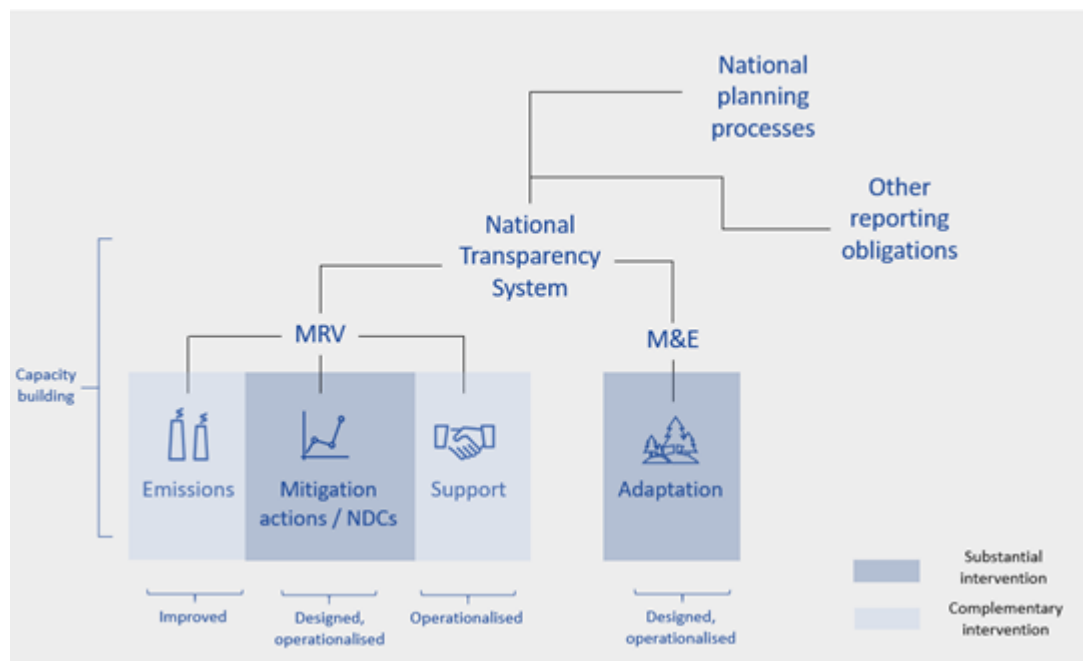 National
planning
processes
Other
reporting
obligations
National
Transparency
System
MRV
M&E
Capacity
building
Emissions
Mitigation
actions / NDCs
Support
Adaptation
Improved
Designed,
operationalised
Operationalised
Designed,
operationalised
Substantial
intervention
Complementary
intervention